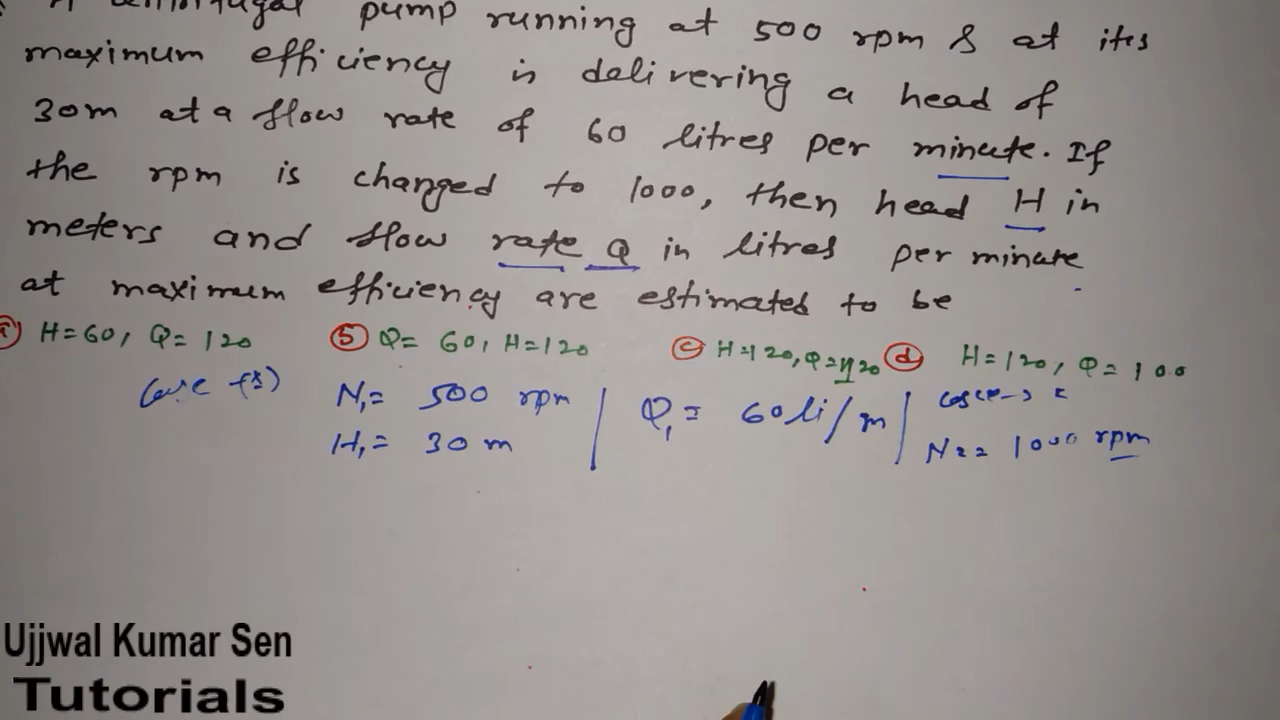 pump running at 500 rpm & at its
maximum efficiency is delivering a head of
30m at a flow rate of 60 litres per minute. If
the rpm is changed to 1000, then head H in
meters and flow rate Q in litres per minute
at maximum efficiency are estimated to be
H=60, Q=120 ⓑ Q= 60, H=120 ⓒ H=120, Q=120 ⓓ H=120, Q=100
N₁= 500 rpm
H₁= 30 m
Q₁= 60 li/m
N2= 1000 rpm
Ujjwal Kumar Sen
Tutorials